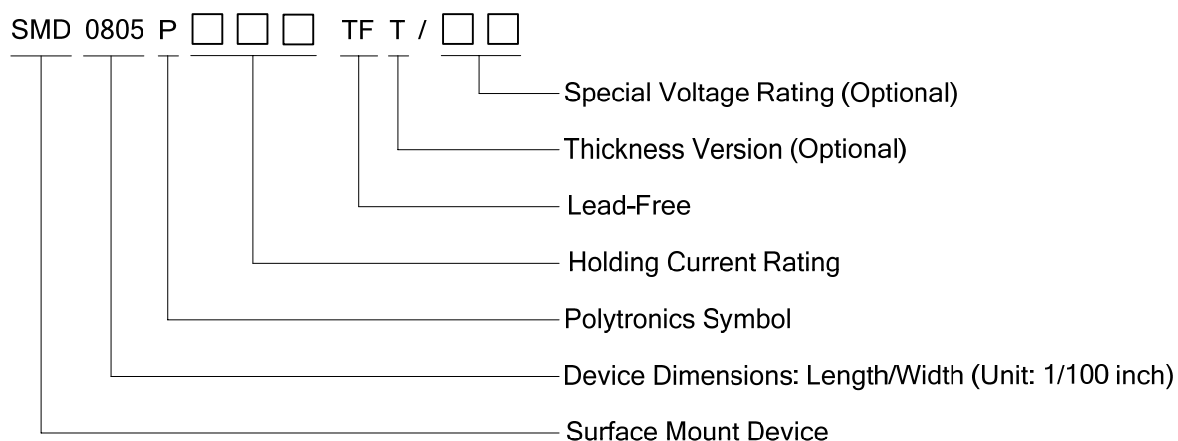 SMD 0805 P □ □ □ TF T / □ □
Special Voltage Rating (Optional)
Thickness Version (Optional)
Lead-Free
Holding Current Rating
Polytronics Symbol
Device Dimensions: Length/Width (Unit: 1/100 inch)
Surface Mount Device